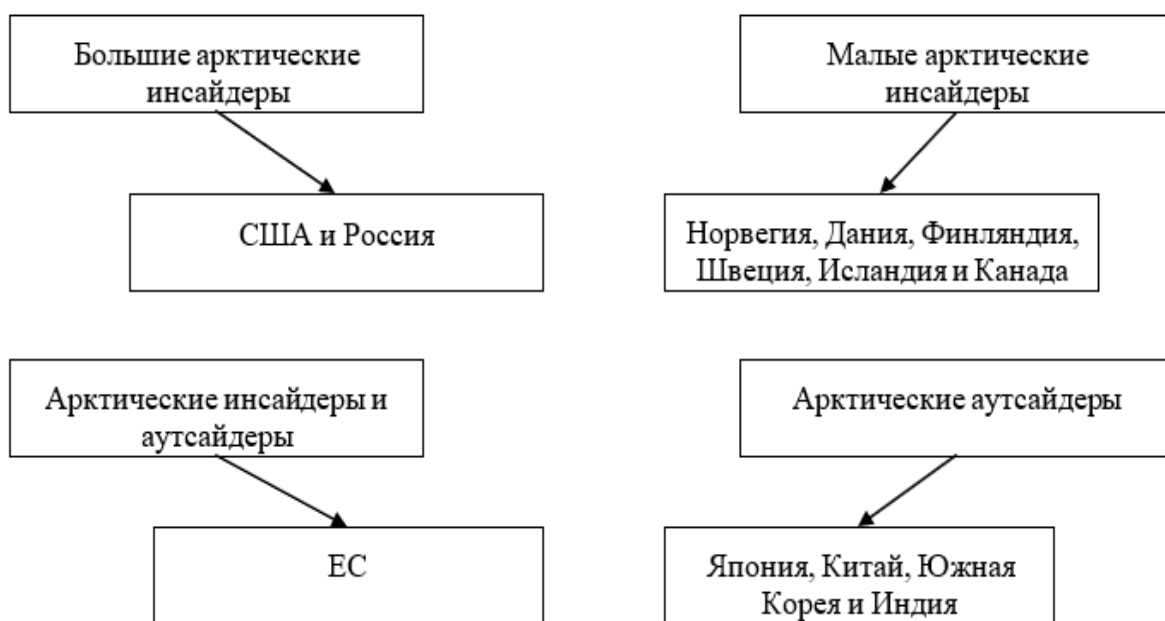 Большие арктические
инсайдеры
Малые арктические
инсайдеры
США и Россия
Норвегия, Дания, Финляндия,
Швеция, Исландия и Канада
Арктические инсайдеры и
аутсайдеры
Арктические аутсайдеры
ЕС
Япония, Китай, Южная
Корея и Индия